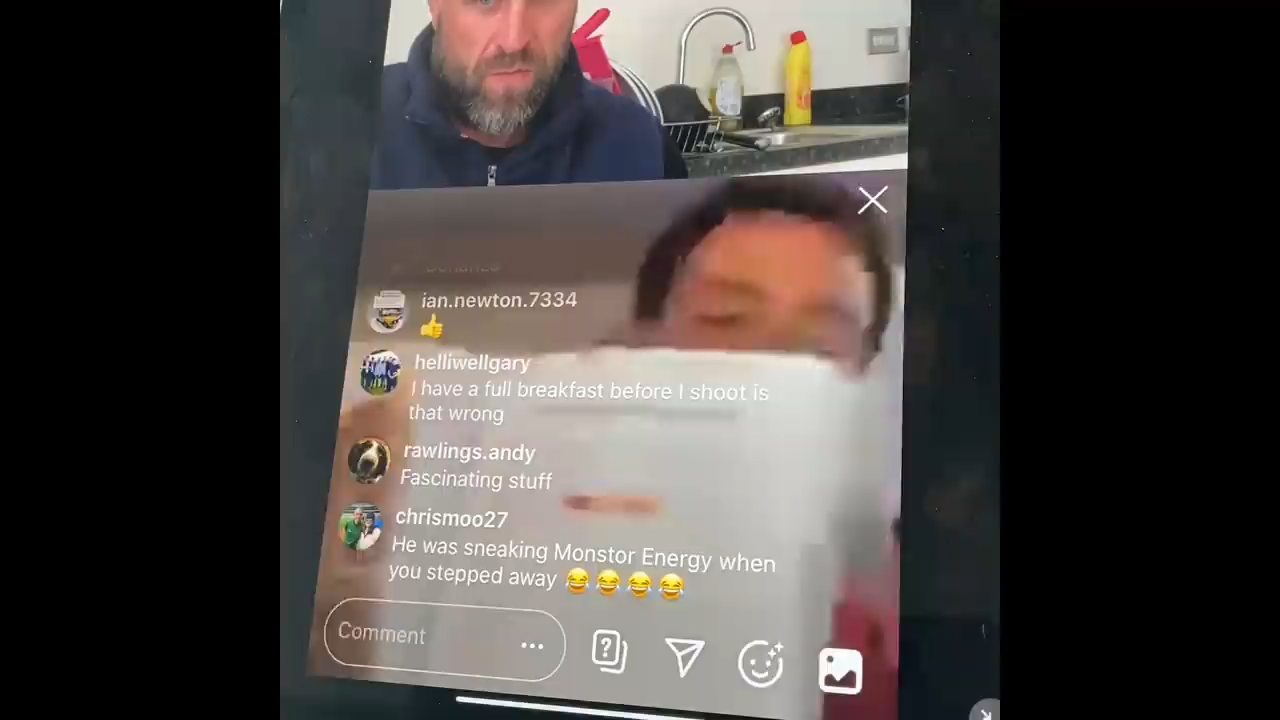 ian.newton.7334
👍
helliwellgary
I have a full breakfast before I shoot is
that wrong
rawlings.andy
Fascinating stuff
chrismoo27
He was sneaking Monstor Energy when
you stepped away 😂😂😂😂
Comment